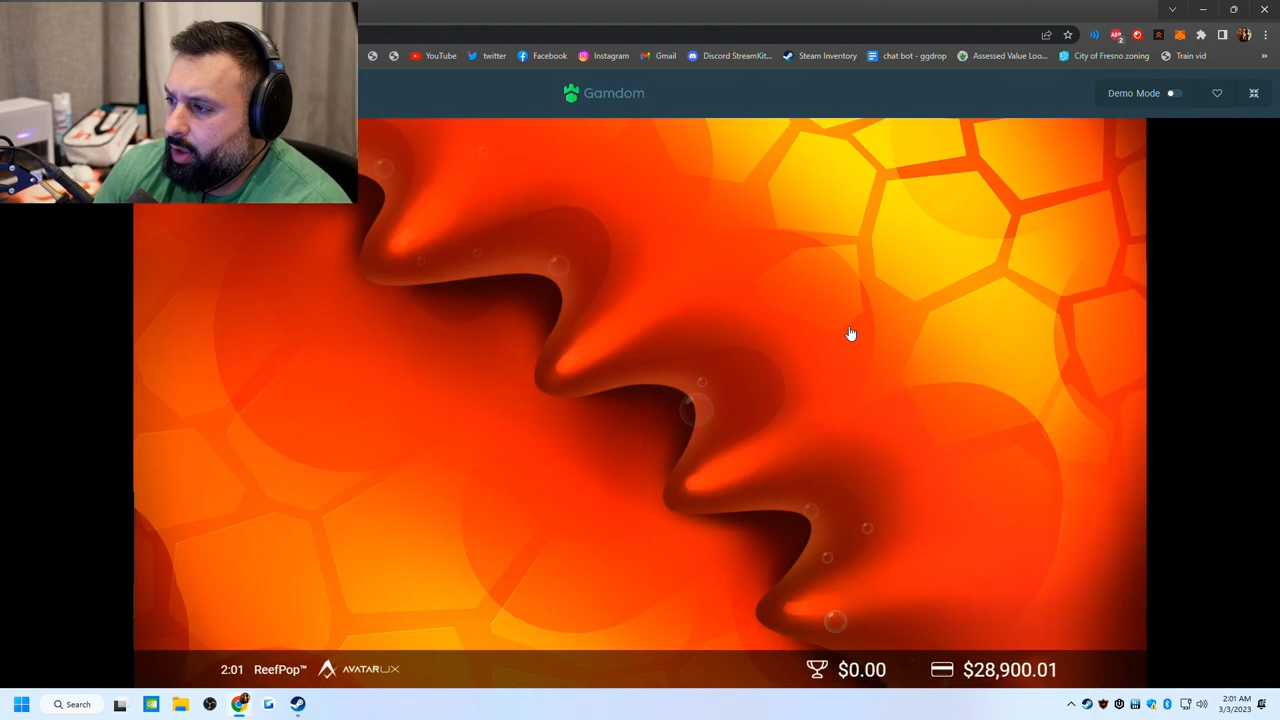 YouTube twitter Facebook Instagram Gmail Discord StreamKit... Steam Inventory chat bot - ggdrop Assessed Value Loo... City of Fresno zoning Train vid »
Gamdom Demo Mode
2:01 ReefPop™ AVATARUX $0.00 $28,900.01
Search
2:01 AM
3/3/2023